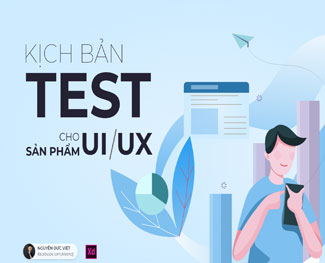 KỊCH BẢN
TEST
CHO
SẢN PHẨM UI/UX
NGUYỄN ĐỨC VIỆT
Xd